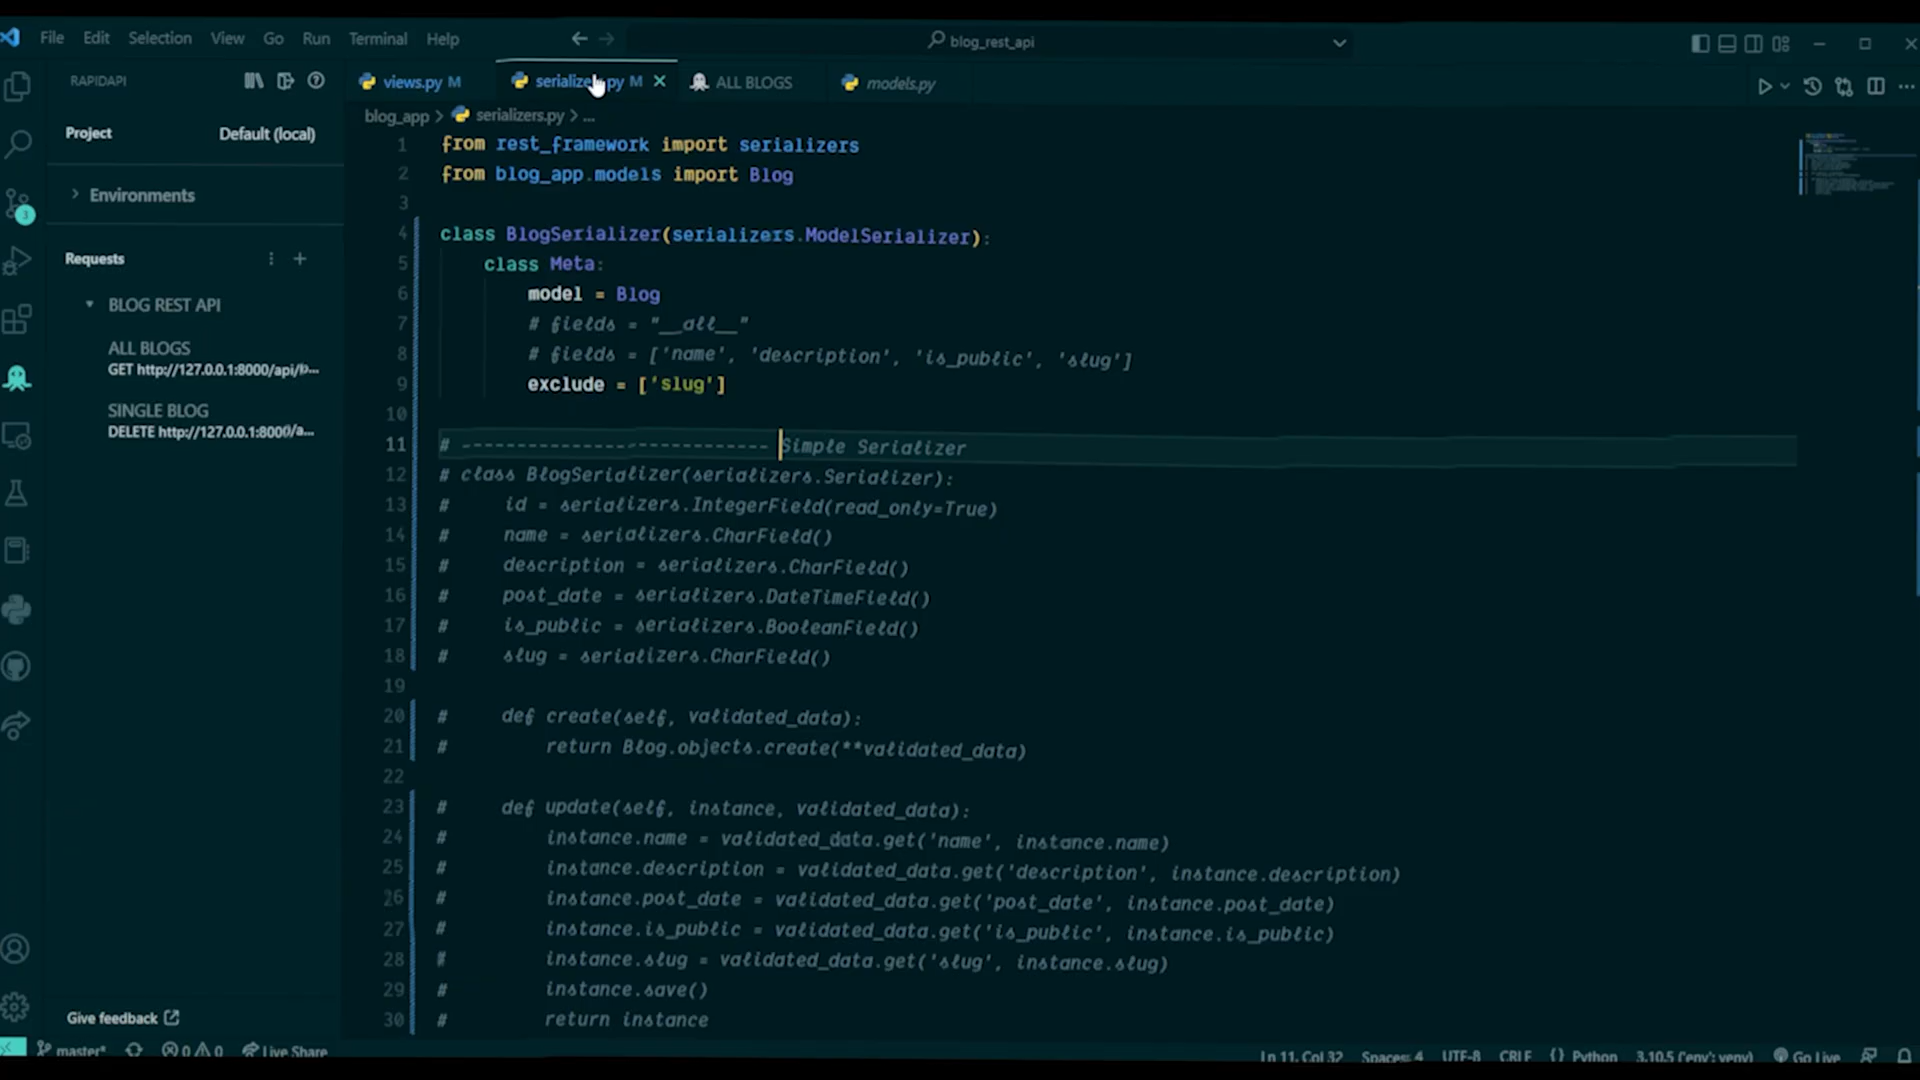 File Edit Selection View Go Run Terminal Help
blog_rest_api
RAPIDAPI
views.py M
M
ALL BLOGS
models.py
Project
Default (local)
blog_app > serializers.py > ...
Environments
Requests
BLOG REST API
ALL BLOGS
GET http://127.0.0.1:8000/api/b...
SINGLE BLOG
DELETE http://127.0.0.1:8000/a...
3
1 from rest_framework import serializers
2 from blog_app.models import Blog
3
4 class BlogSerializer(serializers.ModelSerializer):
5 class Meta:
6 model = Blog
7 # fields = "__all__"
8 # fields = ['name', 'description', 'is_public', 'slug']
9 exclude = ['slug']
10
11 # ---------------------------- Simple Serializer
12 # class BlogSerializer(serializers.Serializer):
13 # id = serializers.IntegerField(read_only=True)
14 # name = serializers.CharField()
15 # description = serializers.CharField()
16 # post_date = serializers.DateTimeField()
17 # is_public = serializers.BooleanField()
18 # slug = serializers.CharField()
19
20 # def create(self, validated_data):
21 # return Blog.objects.create(**validated_data)
22
23 # def update(self, instance, validated_data):
24 # instance.name = validated_data.get('name', instance.name)
25 # instance.description = validated_data.get('description', instance.description)
26 # instance.post_date = validated_data.get('post_date', instance.post_date)
27 # instance.is_public = validated_data.get('is_public', instance.is_public)
28 # instance.slug = validated_data.get('slug', instance.slug)
29 # instance.save()
30 # return instance
Give feedback
master* 0 0 Live Share
Ln 11, Col 32 Spaces: 4 UTF-8 CRLF {} Python 3.10.5 ('env': venv) Go Live